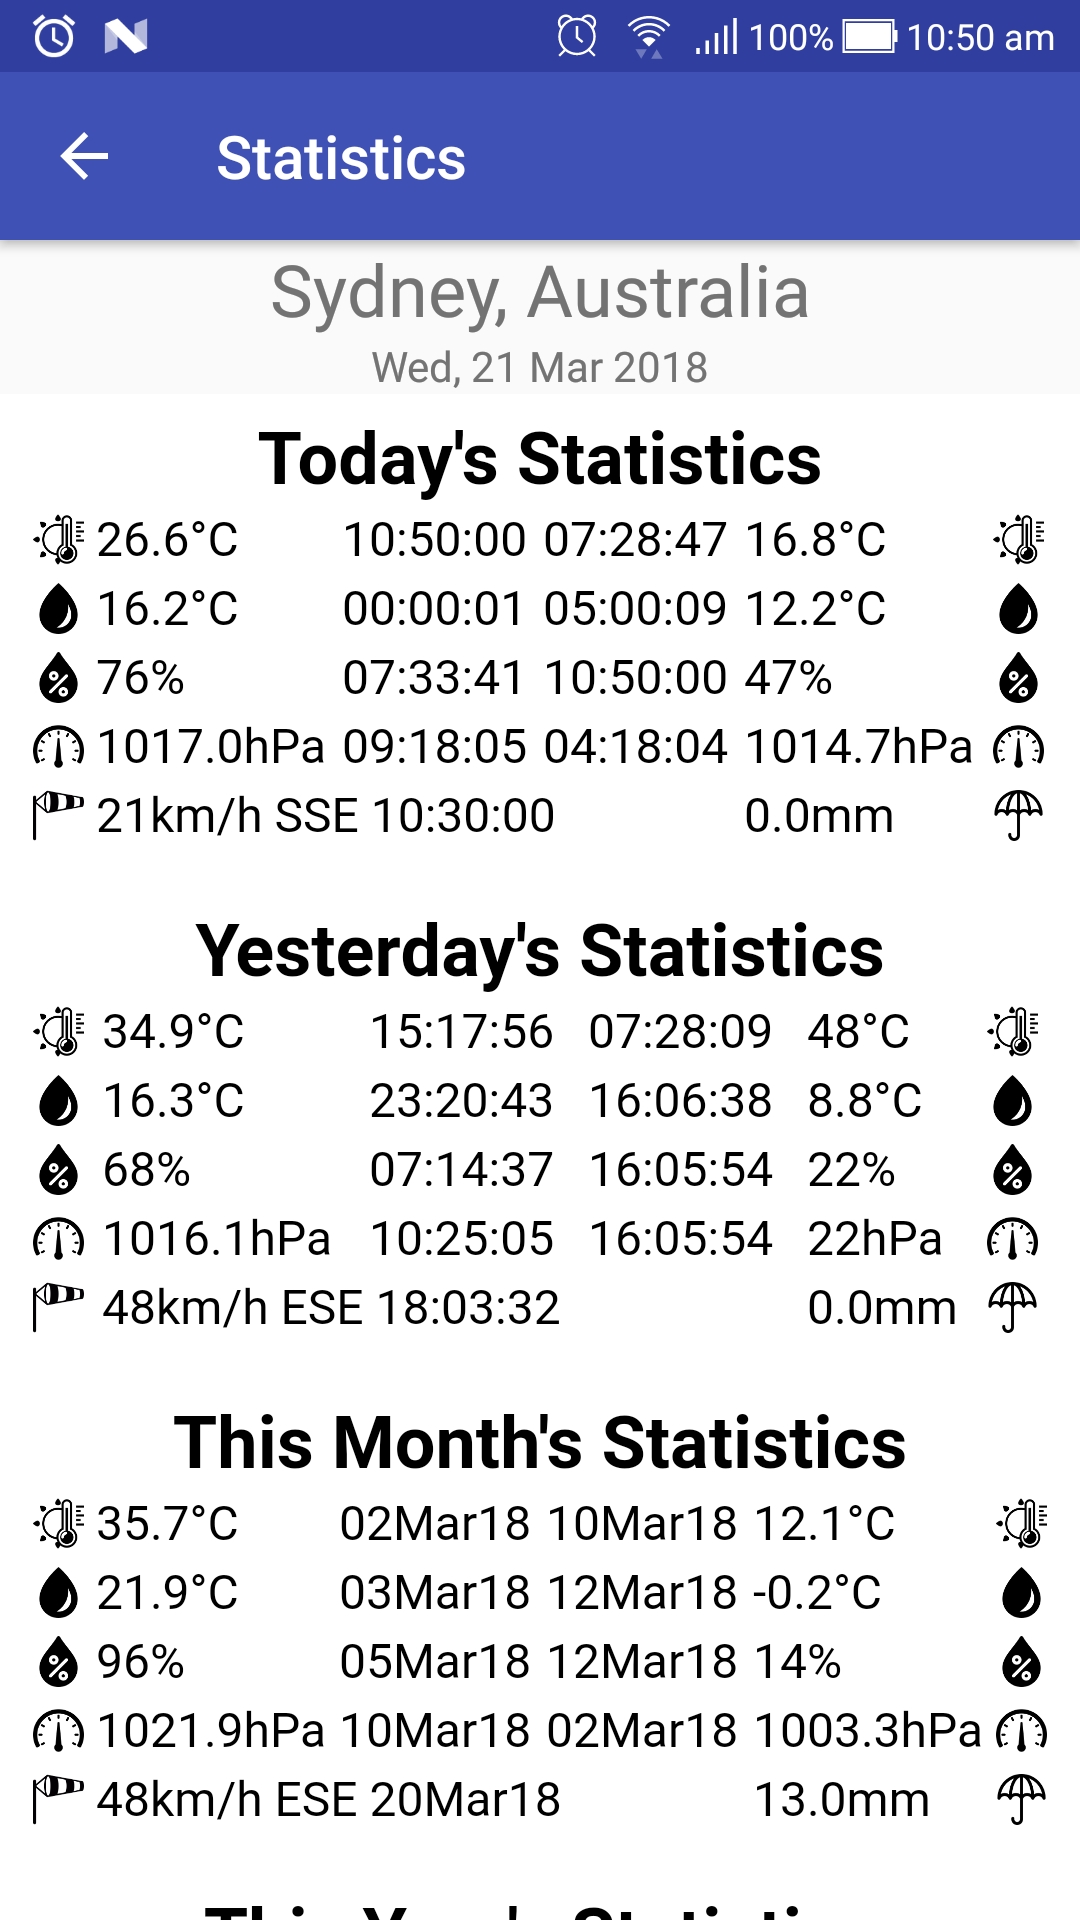 100% 10:50 am
Statistics
Sydney, Australia
Wed, 21 Mar 2018
Today's Statistics
26.6°C 10:50:00 07:28:47 16.8°C
16.2°C 00:00:01 05:00:09 12.2°C
76% 07:33:41 10:50:00 47%
1017.0hPa 09:18:05 04:18:04 1014.7hPa
21km/h SSE 10:30:00 0.0mm
Yesterday's Statistics
34.9°C 15:17:56 07:28:09 48°C
16.3°C 23:20:43 16:06:38 8.8°C
68% 07:14:37 16:05:54 22%
1016.1hPa 10:25:05 16:05:54 22hPa
48km/h ESE 18:03:32 0.0mm
This Month's Statistics
35.7°C 02Mar18 10Mar18 12.1°C
21.9°C 03Mar18 12Mar18 -0.2°C
96% 05Mar18 12Mar18 14%
1021.9hPa 10Mar18 02Mar18 1003.3hPa
48km/h ESE 20Mar18 13.0mm
This Year's Statistics